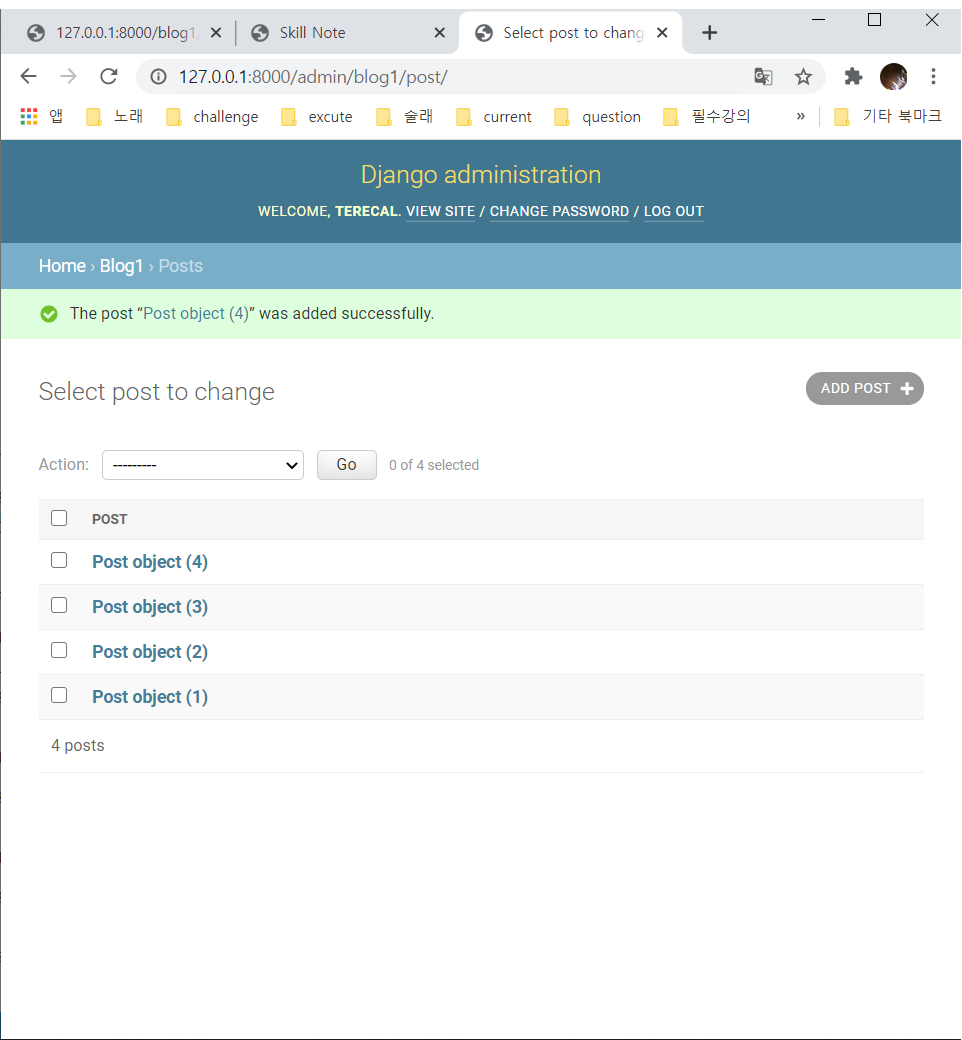 127.0.0.1:8000/blog1/
Skill Note
Select post to chang
127.0.0.1:8000/admin/blog1/post/
앱 노래 challenge excute 술래 current question 필수강의 » 기타 북마크
Django administration
WELCOME, TERECAL. VIEW SITE / CHANGE PASSWORD / LOG OUT
Home › Blog1 › Posts
The post “Post object (4)” was added successfully.
Select post to change
ADD POST
Action: --------- Go 0 of 4 selected
POST
Post object (4)
Post object (3)
Post object (2)
Post object (1)
4 posts